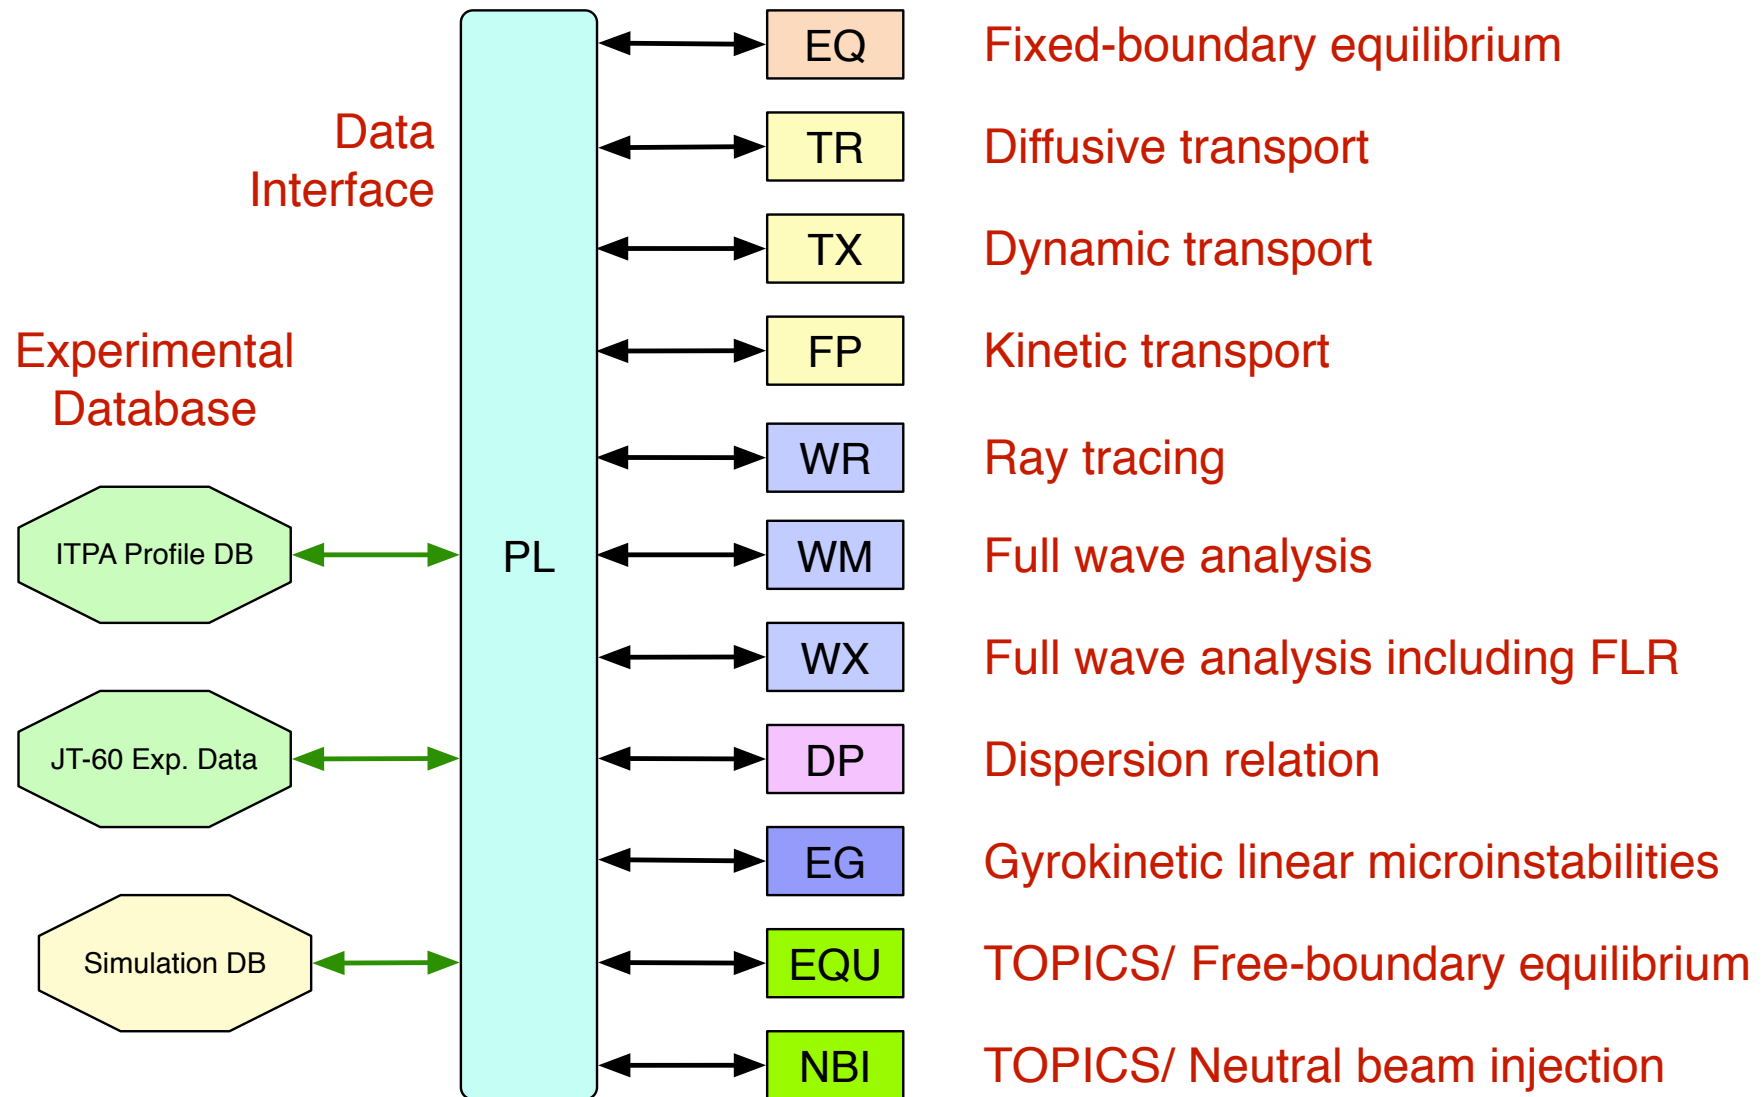 EQ Fixed-boundary equilibrium
Data
Interface
TR Diffusive transport
TX Dynamic transport
Experimental
Database
FP Kinetic transport
WR Ray tracing
ITPA Profile DB
PL
WM Full wave analysis
WX Full wave analysis including FLR
JT-60 Exp. Data
DP Dispersion relation
EG Gyrokinetic linear microinstabilities
Simulation DB
EQU TOPICS/ Free-boundary equilibrium
NBI TOPICS/ Neutral beam injection